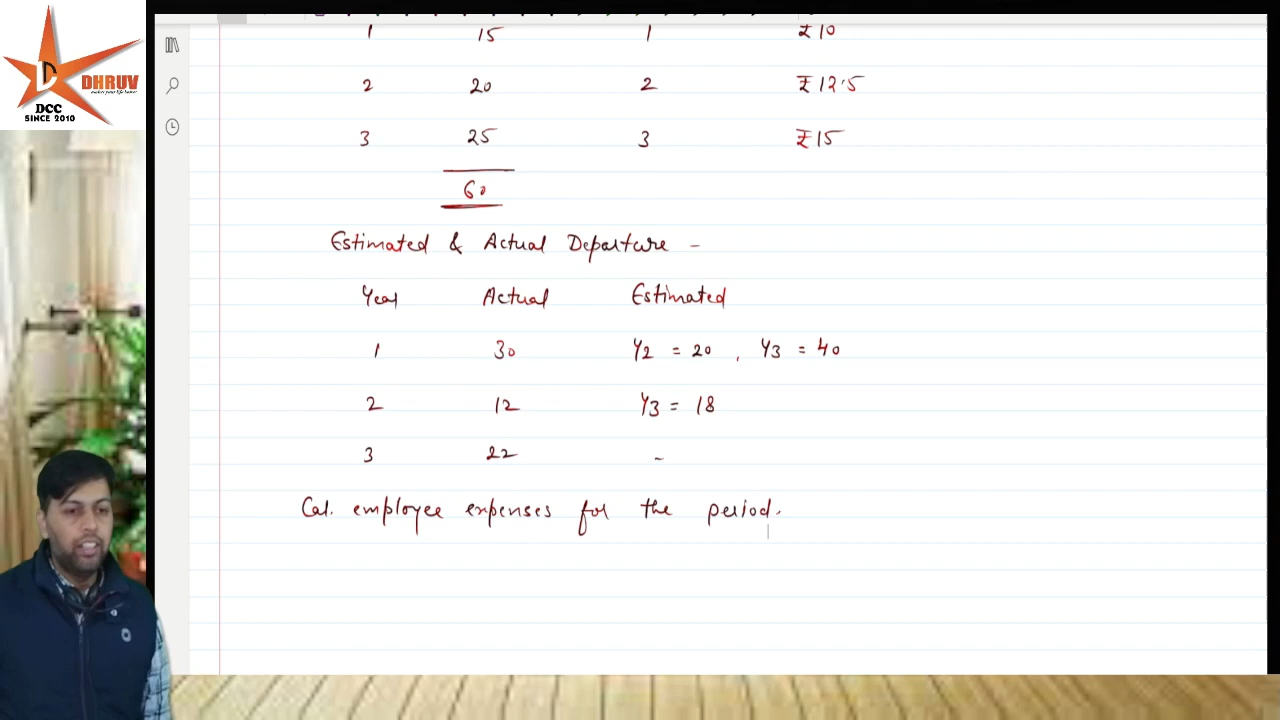 1 15 1 ₹10
2 20 2 ₹12.5
3 25 3 ₹15
60
Estimated & Actual Departure -
Year Actual Estimated
1 30 Y2 = 20, Y3 = 40
2 12 Y3 = 18
3 22 -
Cal. employee expenses for the period.
D
DHRUV
DCC
SINCE 2010